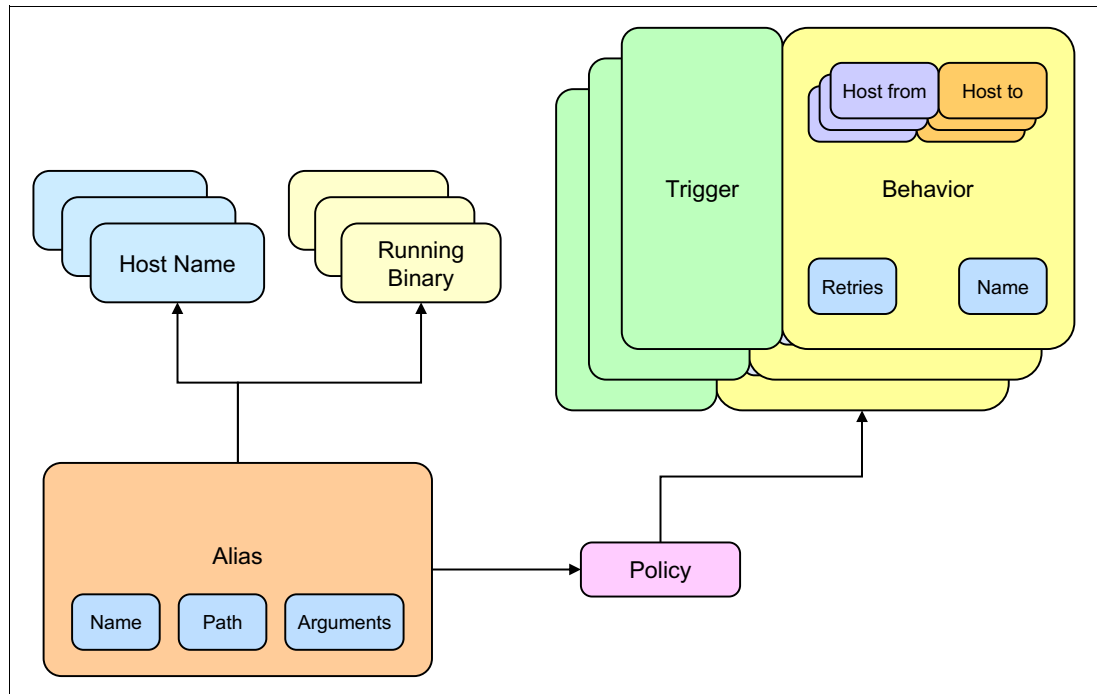 Host from
Host to
Trigger
Behavior
Host Name
Running
Binary
Retries
Name
Alias
Policy
Name
Path
Arguments